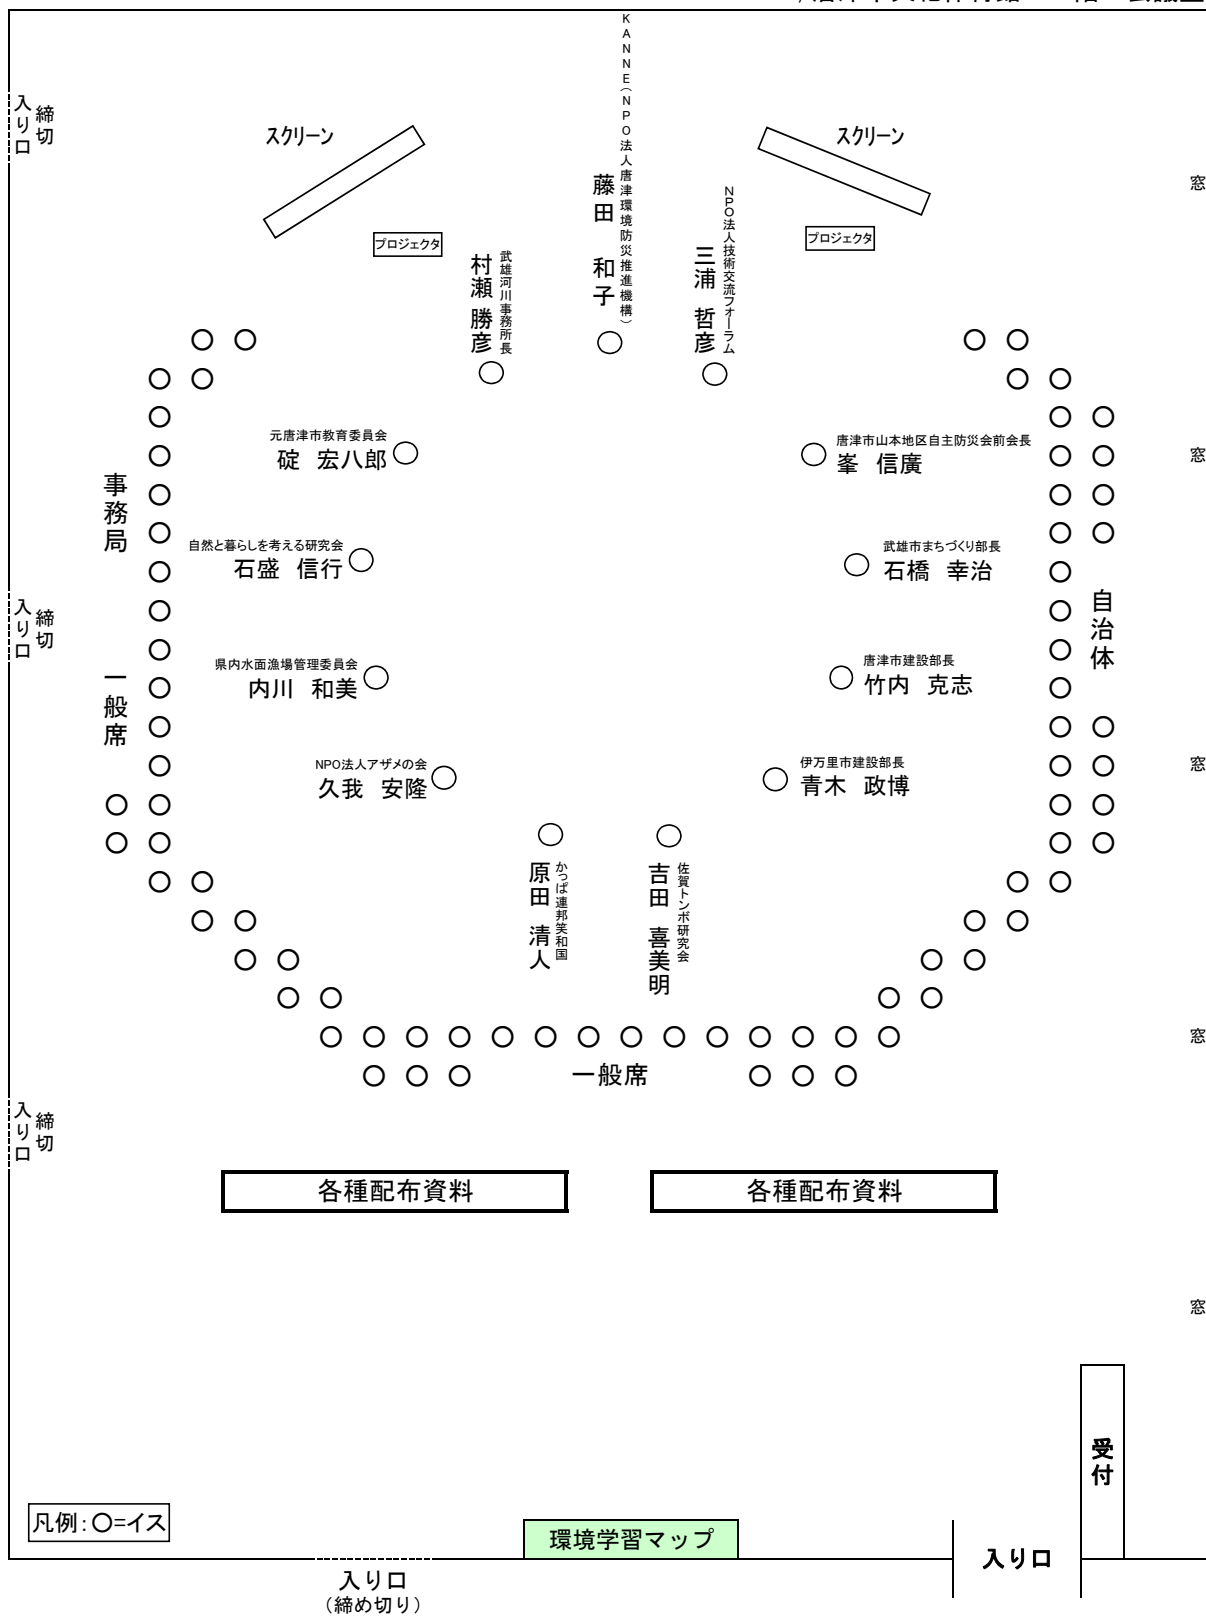 KANNE(NPO法人唐津環境防災推進機構)
藤田 和子
入り口
締切
スクリーン
スクリーン
窓
プロジェクタ
プロジェクタ
武雄河川事務所長
村瀬 勝彦
NPO法人技術交流フォーラム
三浦 哲彦
元唐津市教育委員会
碇 宏八郎
唐津市山本地区自主防災会前会長
峯 信廣
窓
事務局
自然と暮らしを考える研究会
石盛 信行
武雄市まちづくり部長
石橋 幸治
入り口
締切
自治体
一般席
県内水面漁場管理委員会
内川 和美
唐津市建設部長
竹内 克志
NPO法人アザメの会
久我 安隆
伊万里市建設部長
青木 政博
窓
かっぱ連邦笑和国
原田 清人
佐賀トンボ研究会
吉田 喜美明
窓
一般席
入り口
締切
各種配布資料
各種配布資料
窓
受付
凡例:○=イス
環境学習マップ
入り口
入り口
(締め切り)